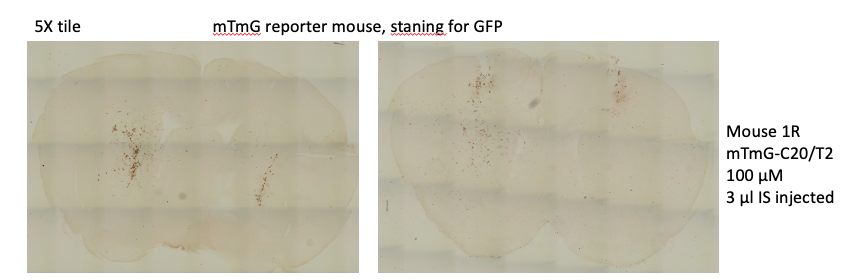 5X tile
mTmG reporter mouse, staning for GFP
Mouse 1R
mTmG-C20/T2
100 µM
3 µl IS injected